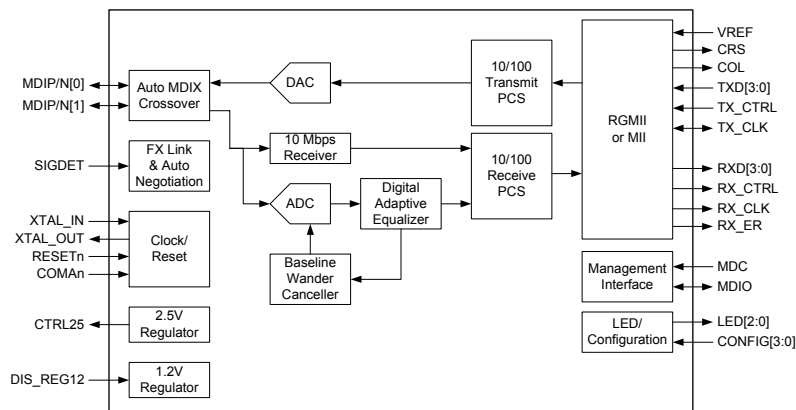 MDIP/N[0]
MDIP/N[1]
Auto MDIX
Crossover
DAC
10/100
Transmit
PCS
RGMII
or MII
VREF
CRS
COL
TXD[3:0]
TX_CTRL
TX_CLK
SIGDET
FX Link
& Auto
Negotiation
10 Mbps
Receiver
10/100
Receive
PCS
RXD[3:0]
RX_CTRL
RX_CLK
RX_ER
XTAL_IN
XTAL_OUT
RESETn
COMAn
Clock/
Reset
ADC
Digital
Adaptive
Equalizer
Baseline
Wander
Canceller
Management
Interface
MDC
MDIO
CTRL25
2.5V
Regulator
LED/
Configuration
LED[2:0]
CONFIG[3:0]
DIS_REG12
1.2V
Regulator